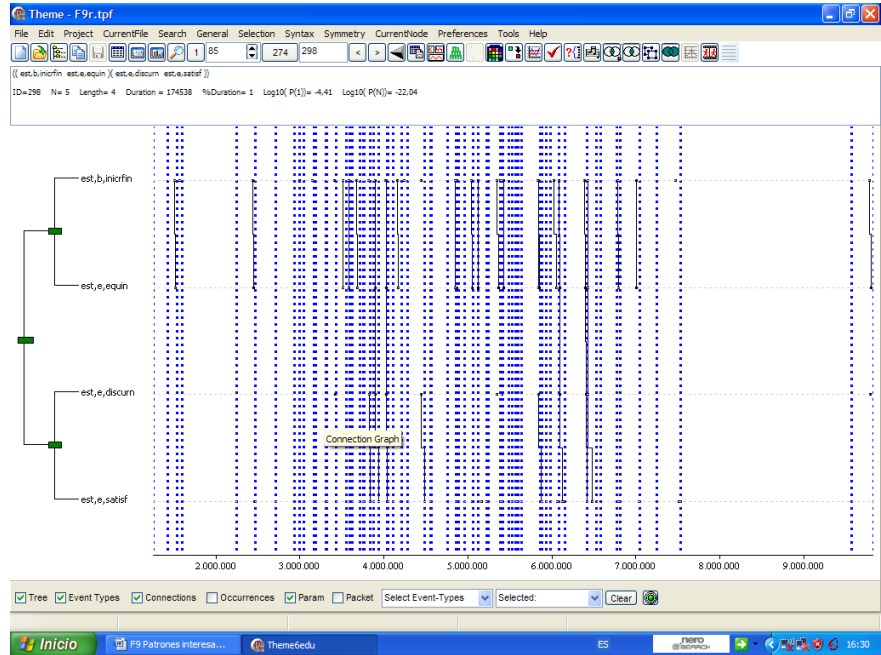 Theme - F9r.tpf
File Edit Project CurrentFile Search General Selection Syntax Symmetry CurrentNode Preferences Tools Help
1 85 274 298 < >
(( est,b,inicrfin est,e,equin )( est,e,discurn est,e,satisf ))
ID=298 N= 5 Length= 4 Duration = 174538 %Duration= 1 Log10( P(1))= -4,41 Log10( P(N))= -22,04
est,b,inicrfin
est,e,equin
est,e,discurn
Connection Graph
est,e,satisf
2.000.000 3.000.000 4.000.000 5.000.000 6.000.000 7.000.000 8.000.000 9.000.000
Tree Event Types Connections Occurrences Param Packet Select Event-Types Selected: Clear
Inicio F9 Patrones interesa... Theme6edu ES nero SEARCH 16:30